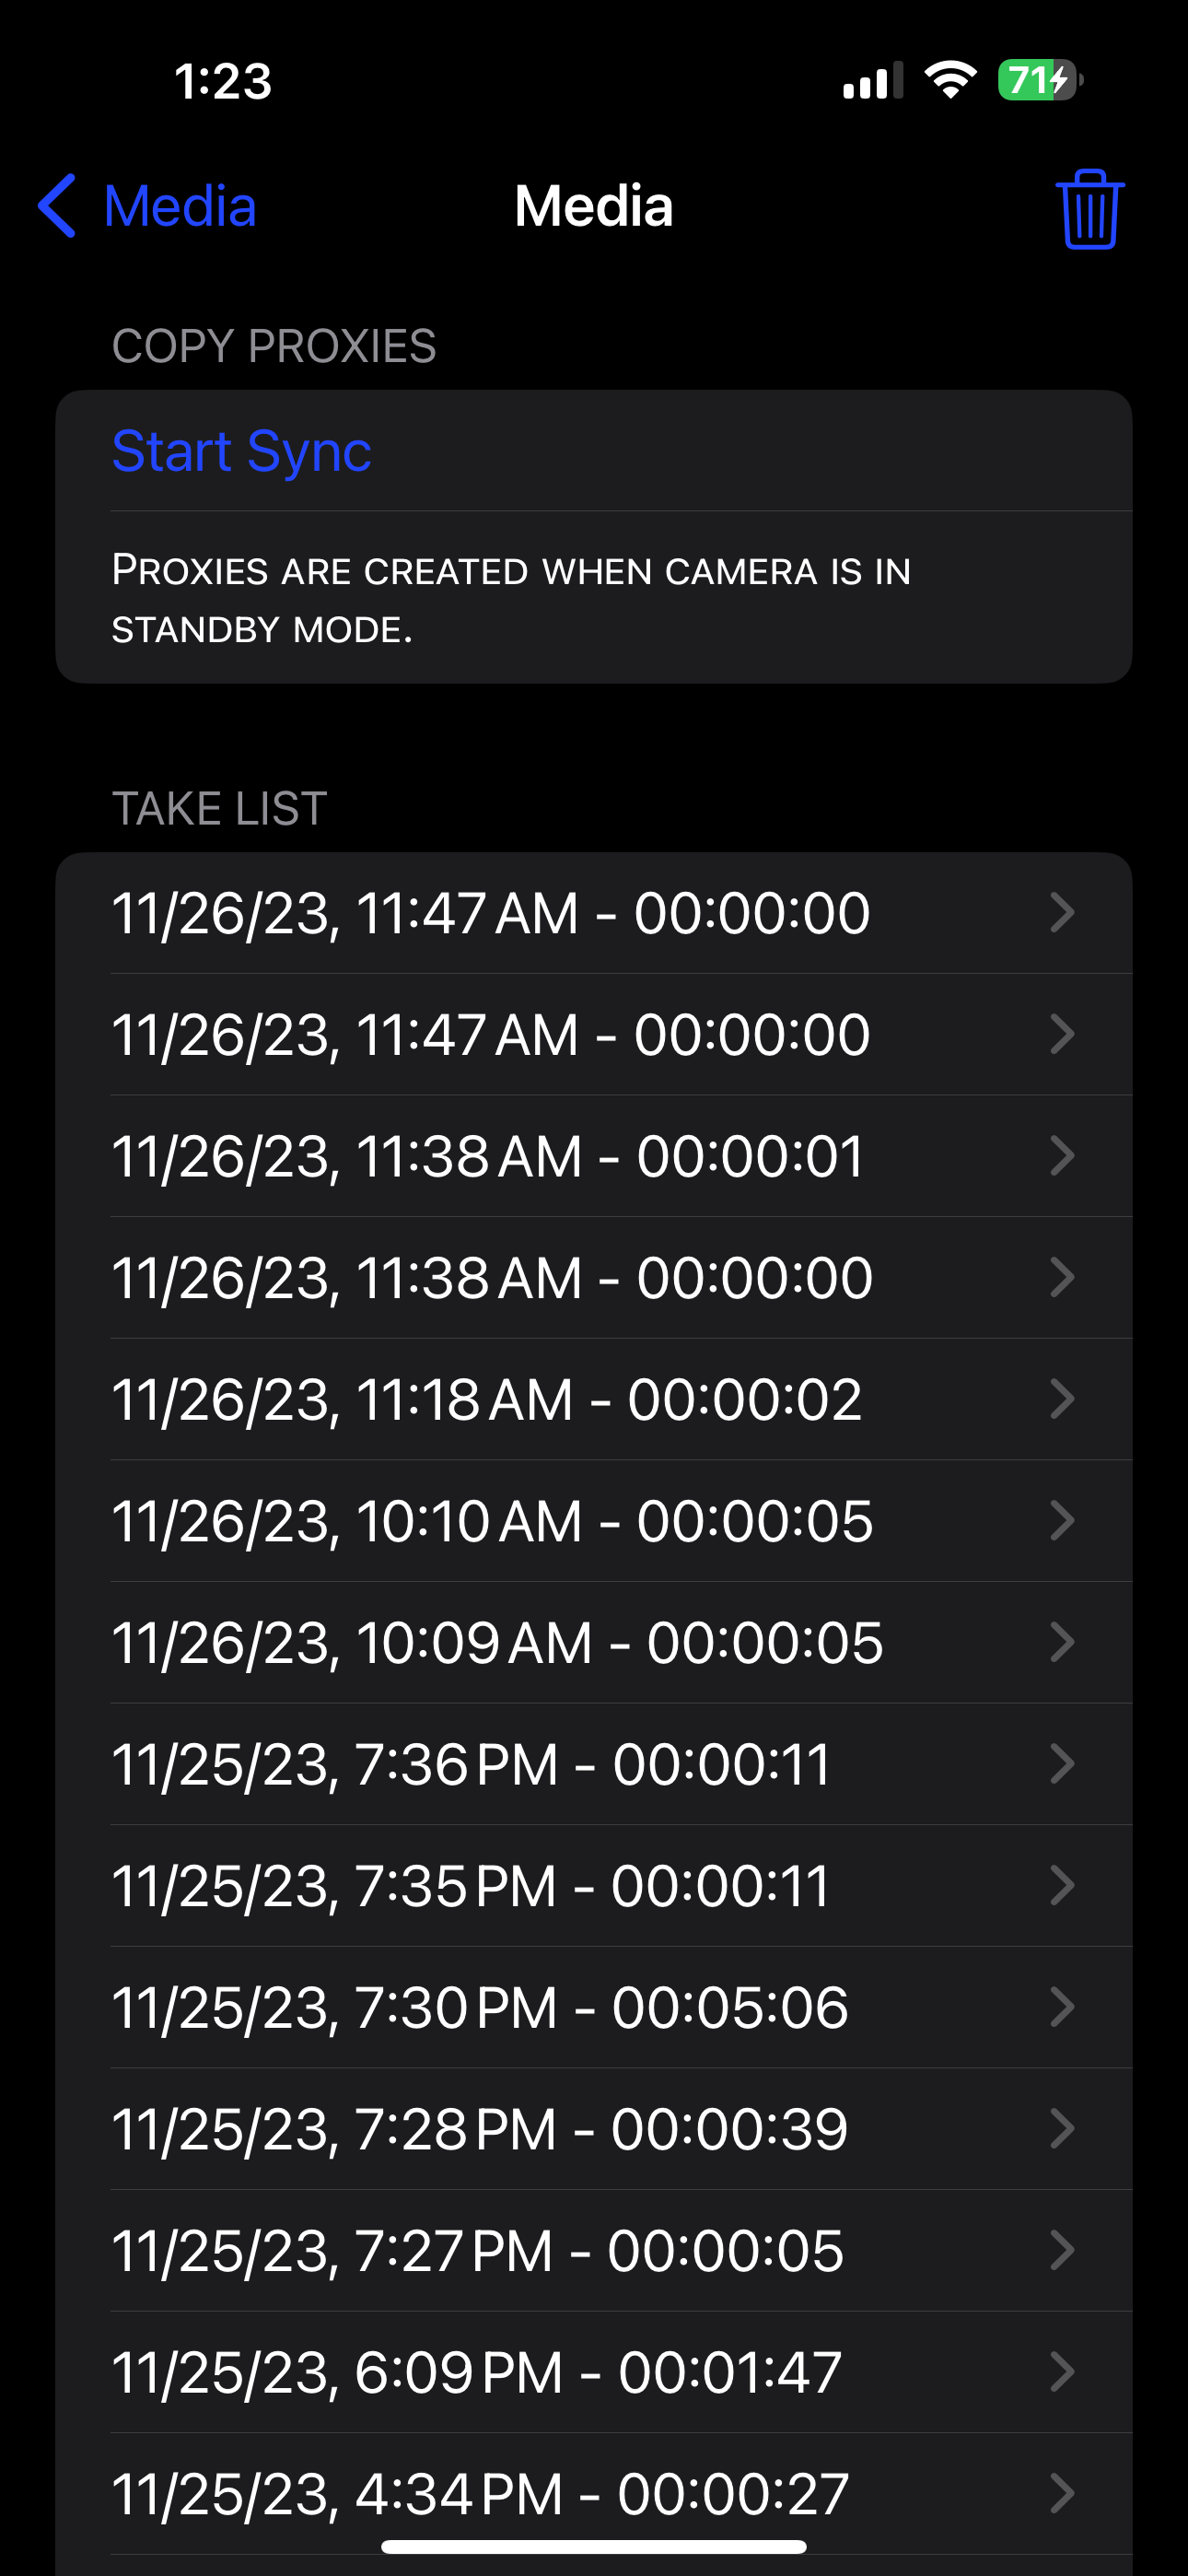 1:23
71
Media
Media
COPY PROXIES
Start Sync
PROXIES ARE CREATED WHEN CAMERA IS IN
STANDBY MODE.
TAKE LIST
11/26/23, 11:47 AM - 00:00:00
11/26/23, 11:47 AM - 00:00:00
11/26/23, 11:38 AM - 00:00:01
11/26/23, 11:38 AM - 00:00:00
11/26/23, 11:18 AM - 00:00:02
11/26/23, 10:10 AM - 00:00:05
11/26/23, 10:09 AM - 00:00:05
11/25/23, 7:36 PM - 00:00:11
11/25/23, 7:35 PM - 00:00:11
11/25/23, 7:30 PM - 00:05:06
11/25/23, 7:28 PM - 00:00:39
11/25/23, 7:27 PM - 00:00:05
11/25/23, 6:09 PM - 00:01:47
11/25/23, 4:34 PM - 00:00:27